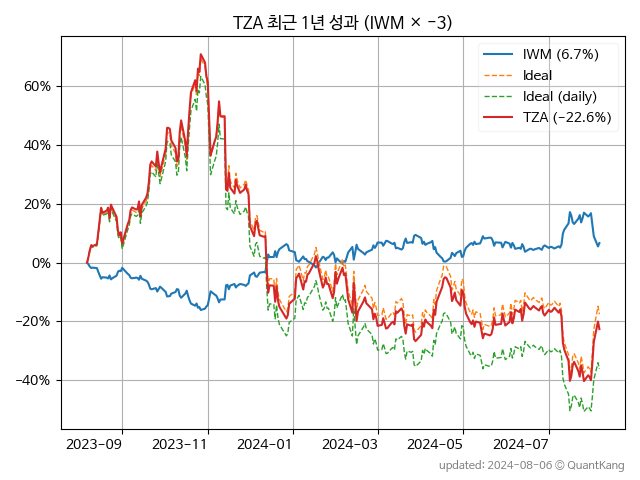 TZA 최근 1년 성과 (IWM × −3)
IWM (6.7%)
Ideal
Ideal (daily)
TZA (−22.6%)
60%
40%
20%
0%
−20%
−40%
2023-09 2023-11 2024-01 2024-03 2024-05 2024-07
updated: 2024-08-06 ⓒ QuantKang